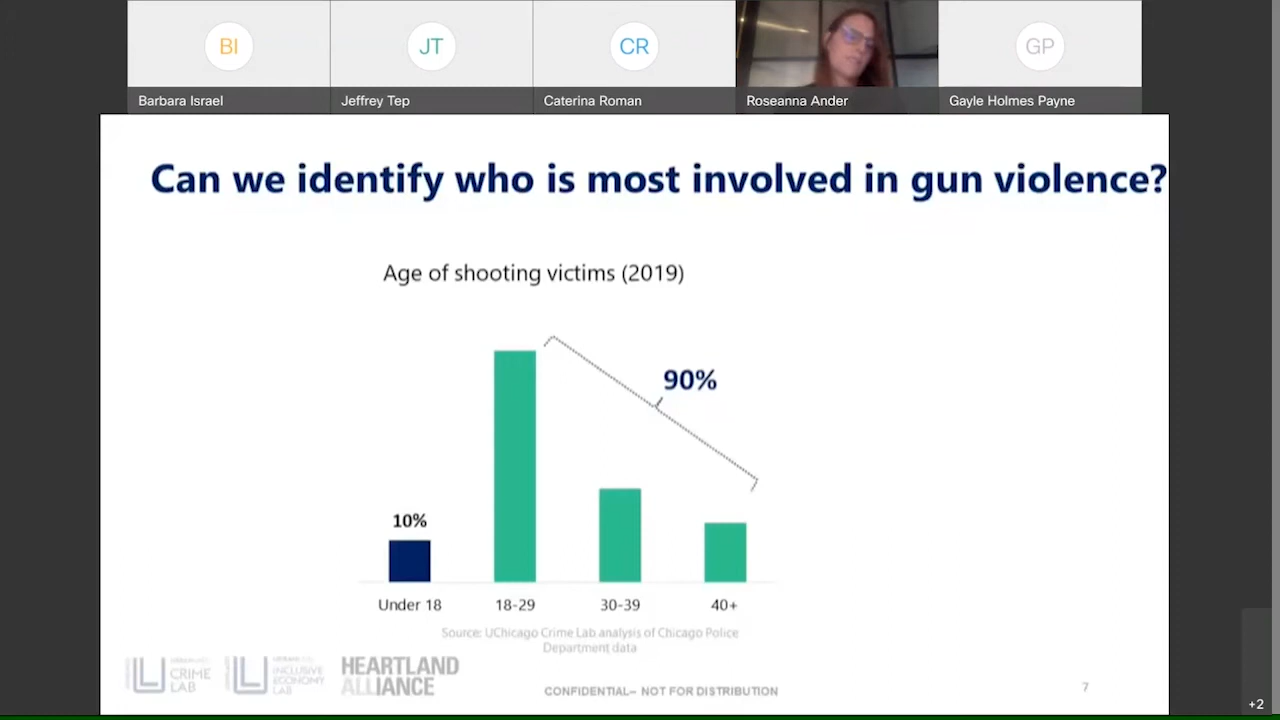 BI
JT
CR
GP
Barbara Israel
Jeffrey Tep
Caterina Roman
Roseanna Ander
Gayle Holmes Payne
Can we identify who is most involved in gun violence?
Age of shooting victims (2019)
90%
10%
Under 18
18-29
30-39
40+
Source: UChicago Crime Lab analysis of Chicago Police
Department data
CRIME
LAB
INCLUSIVE
ECONOMY
LAB
HEARTLAND
ALLIANCE
CONFIDENTIAL– NOT FOR DISTRIBUTION
7
+2